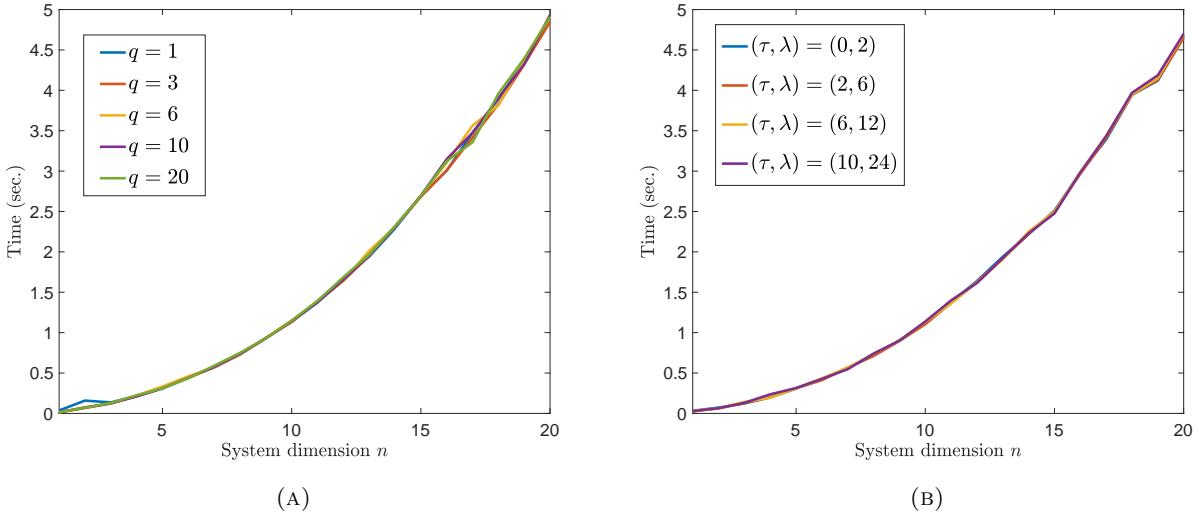 5
4.5
4
3.5
3
2.5
2
1.5
1
0.5
0
Time (sec.)
q = 1
q = 3
q = 6
q = 10
q = 20
5
10
15
20
System dimension n
(A)
5
4.5
4
3.5
3
2.5
2
1.5
1
0.5
0
Time (sec.)
(τ, λ) = (0, 2)
(τ, λ) = (2, 6)
(τ, λ) = (6, 12)
(τ, λ) = (10, 24)
5
10
15
20
System dimension n
(B)